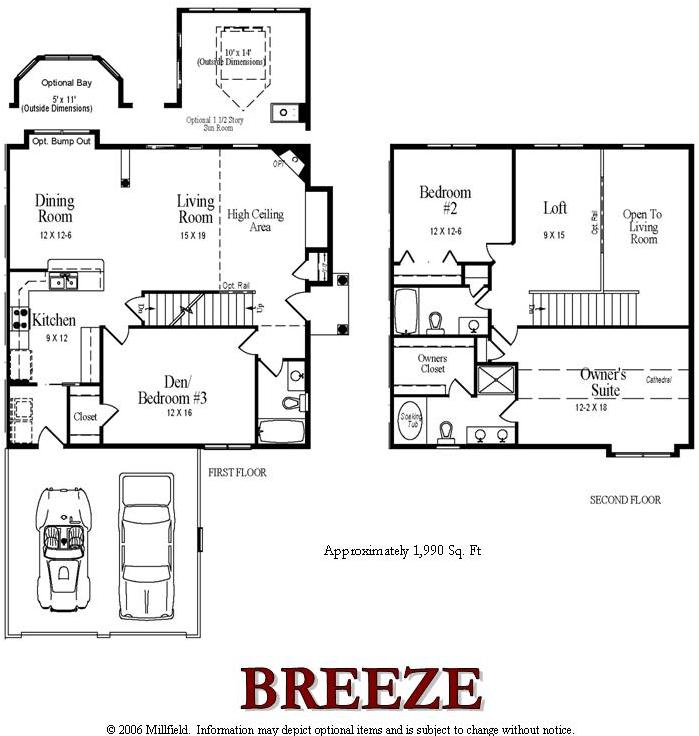 10' x 14'
(Outside Dimensions)
Optional Bay
5' x 11'
(Outside Dimensions)
Optional 1 1/2 Story
Sun Room
Opt. Bump Out
OPT
Dining
Room
12 X 12-6
Living
Room
15 X 19
High Ceiling
Area
Opt. Rail
Dn
Up
Kitchen
9 X 12
Den/
Bedroom #3
12 X 16
Closet
FIRST FLOOR
Bedroom
#2
12 X 12-6
Loft
9 X 15
Opt. Rail
Open To
Living
Room
Dn
Owners
Closet
Owner's
Suite
12-2 X 18
Cathedral
Soaking
Tub
SECOND FLOOR
Approximately 1,990 Sq. Ft
BREEZE
© 2006 Millfield. Information may depict optional items and is subject to change without notice.